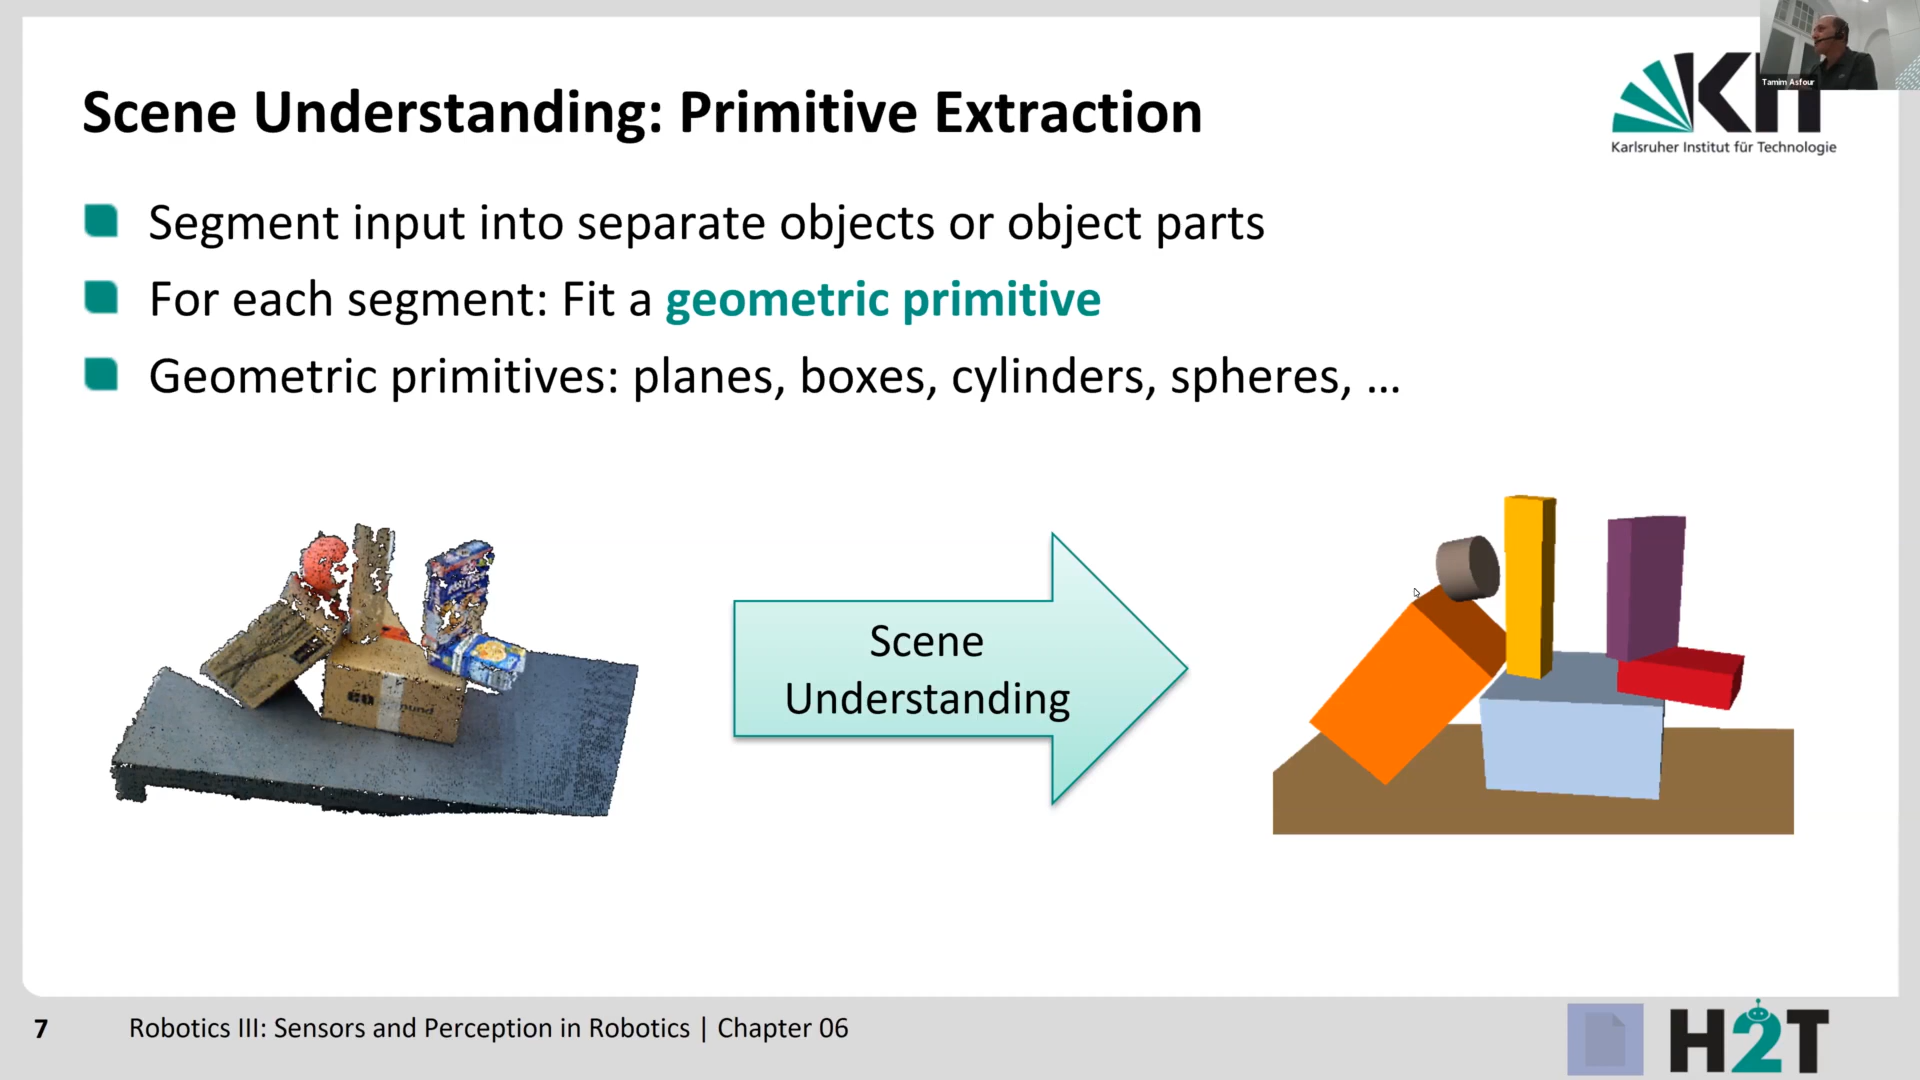 Scene Understanding: Primitive Extraction
Tamim Asfour
KIT
Karlsruher Institut für Technologie
Segment input into separate objects or object parts
For each segment: Fit a geometric primitive
Geometric primitives: planes, boxes, cylinders, spheres, ...
Scene
Understanding
7
Robotics III: Sensors and Perception in Robotics | Chapter 06
H2T